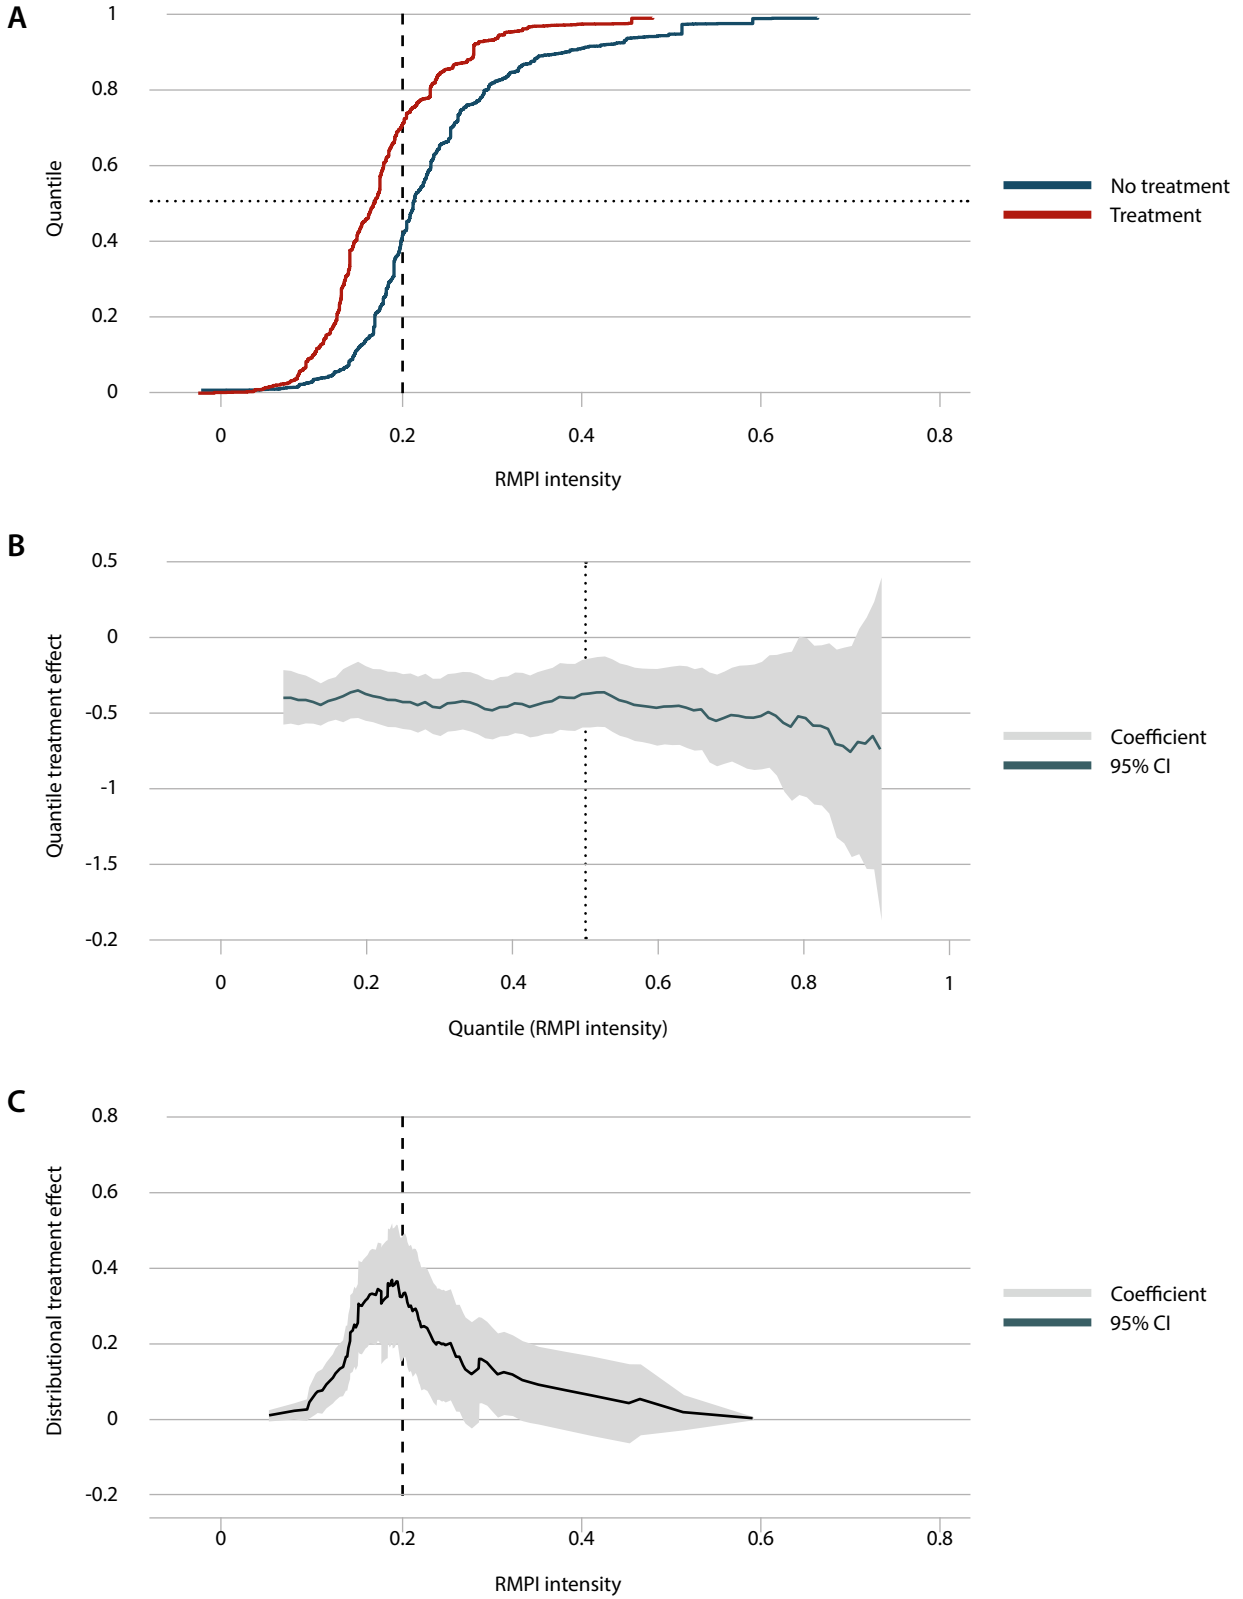 A
1
0.8
0.6
0.4
0.2
0
Quantile
0
0.2
0.4
0.6
0.8
RMPI intensity
No treatment
Treatment
B
0.5
0
-0.5
-1
-1.5
-0.2
Quantile treatment effect
0
0.2
0.4
0.6
0.8
1
Quantile (RMPI intensity)
Coefficient
95% CI
C
0.8
0.6
0.4
0.2
0
-0.2
Distributional treatment effect
0
0.2
0.4
0.6
0.8
RMPI intensity
Coefficient
95% CI